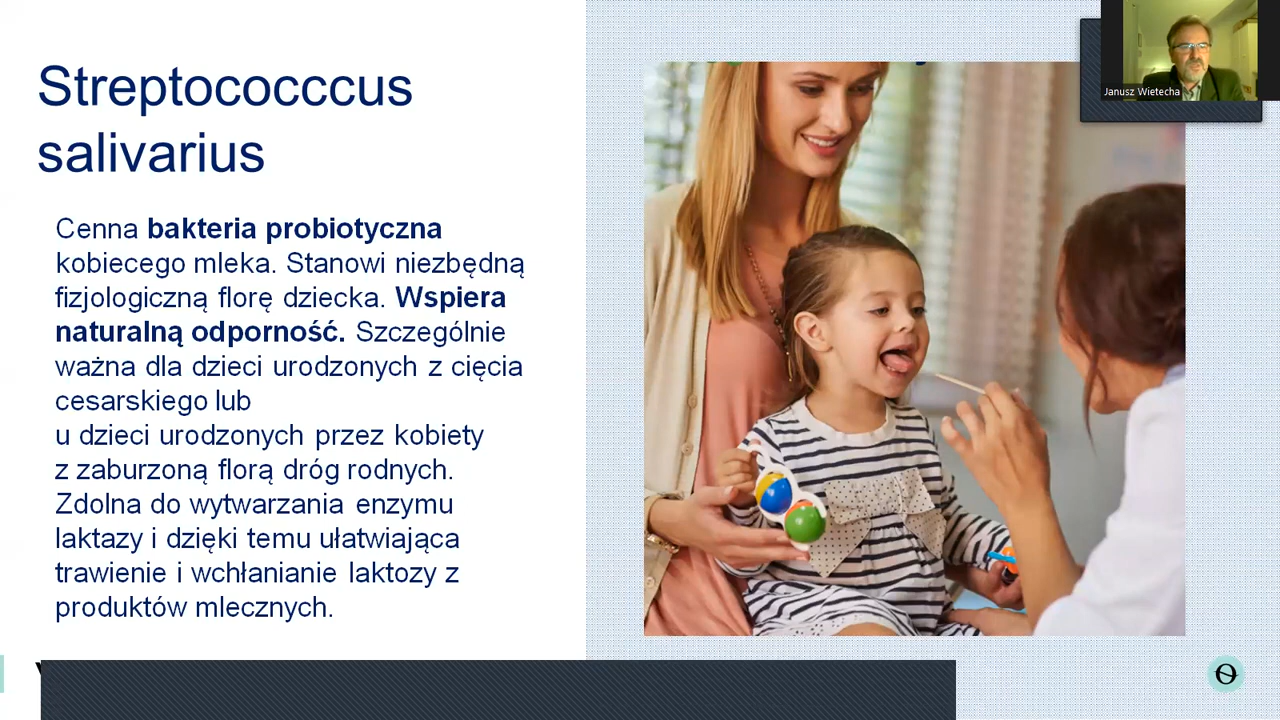 Streptococccus
salivarius
Cenna bakteria probiotyczna
kobiecego mleka. Stanowi niezbędną
fizjologiczną florę dziecka. Wspiera
naturalną odporność. Szczególnie
ważna dla dzieci urodzonych z cięcia
cesarskiego lub
u dzieci urodzonych przez kobiety
z zaburzoną florą dróg rodnych.
Zdolna do wytwarzania enzymu
laktazy i dzięki temu ułatwiająca
trawienie i wchłanianie laktozy z
produktów mlecznych.
Janusz Wietecha